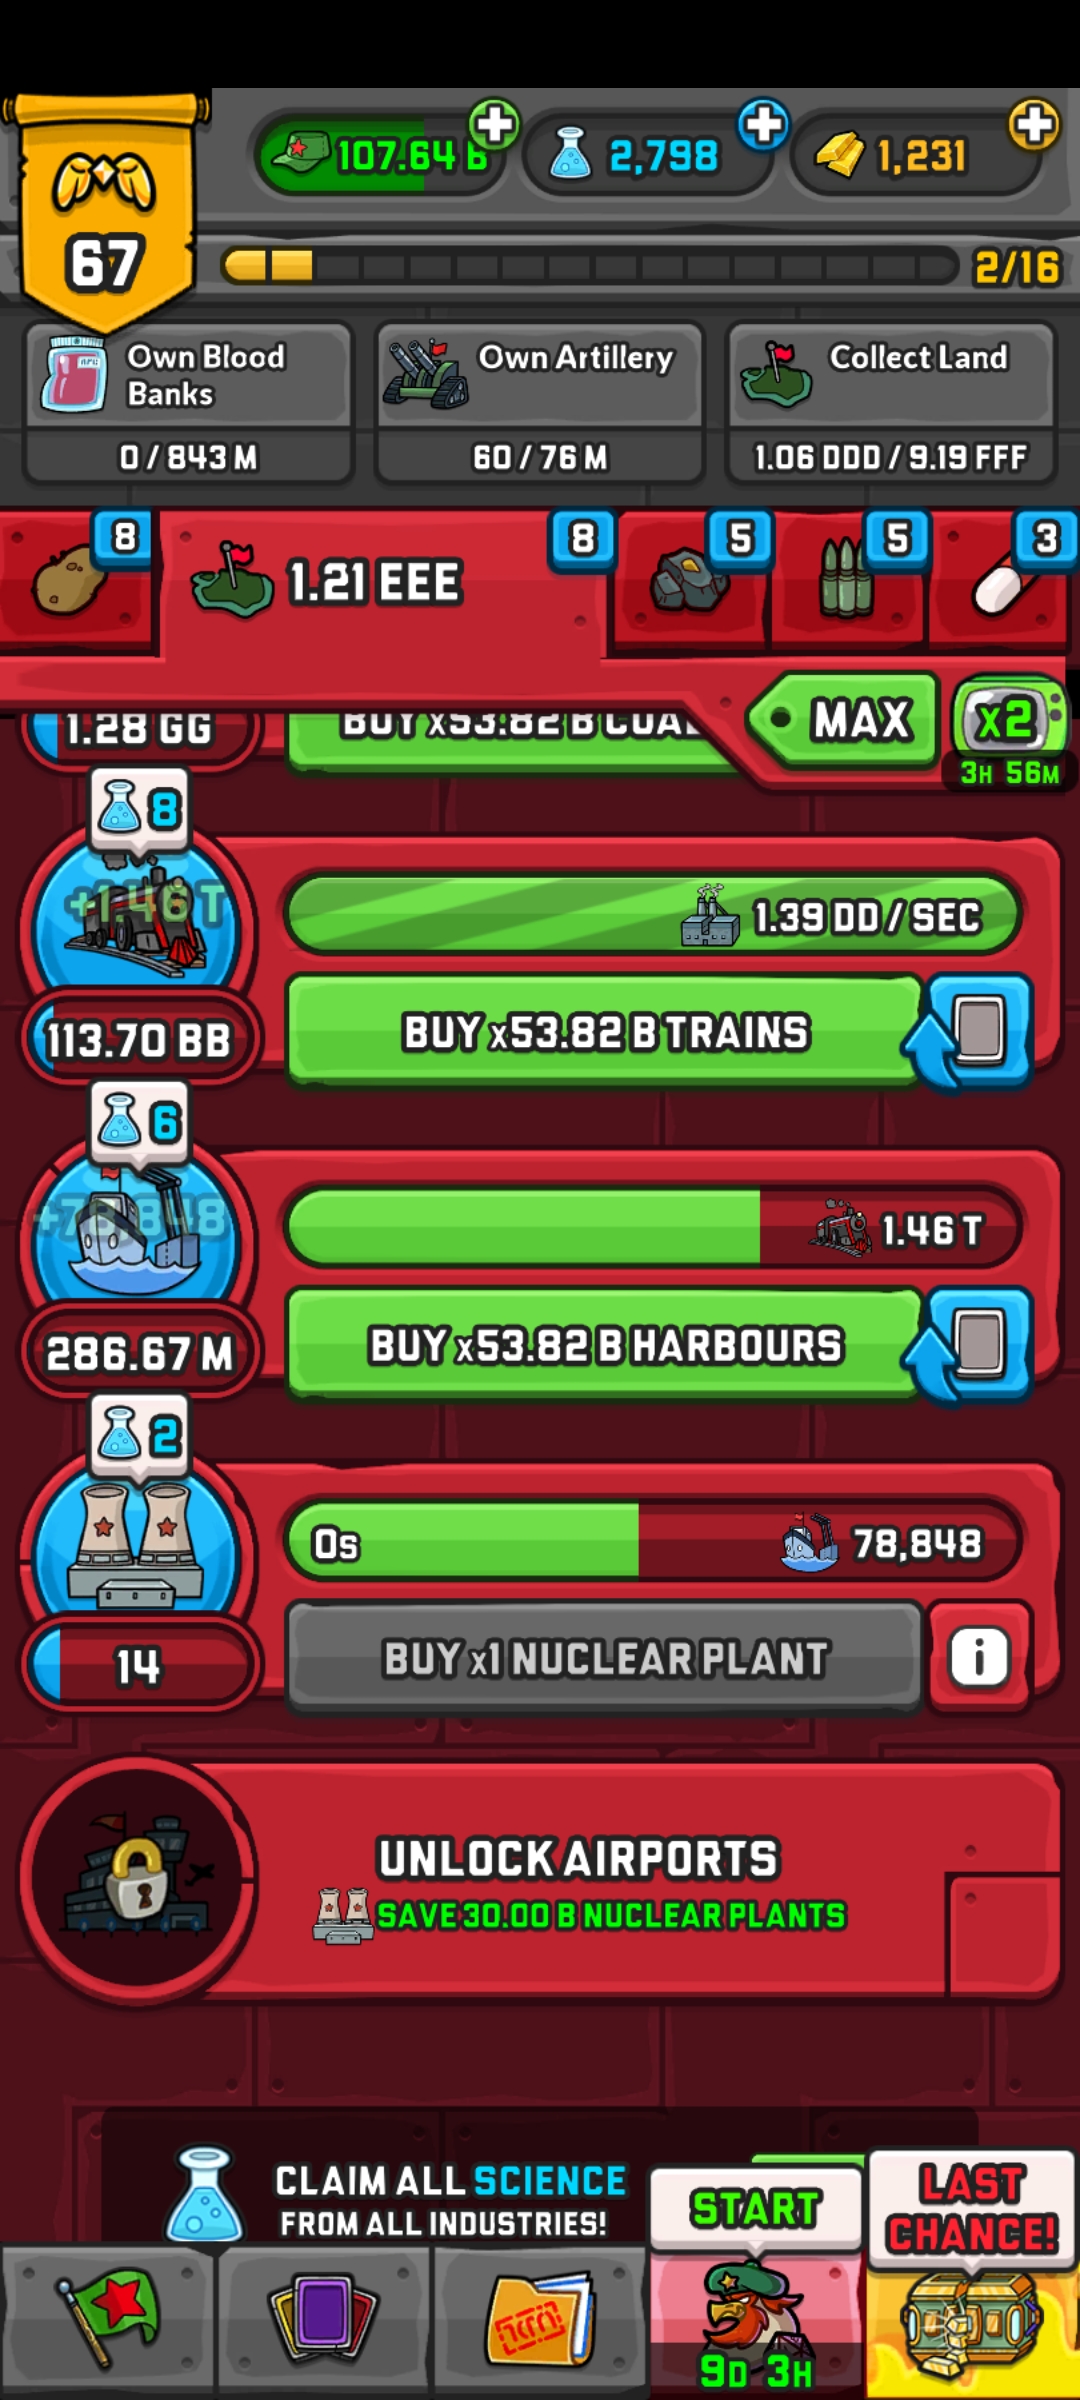 107.64 B
2,798
1,231
67
2/16
Own Blood
Banks
0 / 843 M
Own Artillery
60 / 76 M
Collect Land
1.06 DDD / 9.19 FFF
8
1.21 EEE
8
5
5
3
MAX
x2
3H 56M
1.28 GG
BUY x53.82 B COAL
8
+1.46 T
1.39 DD / SEC
113.70 BB
BUY x53.82 B TRAINS
6
+78,848
1.46 T
286.67 M
BUY x53.82 B HARBOURS
2
0s
78,848
14
BUY x1 NUCLEAR PLANT
i
UNLOCK AIRPORTS
SAVE 30.00 B NUCLEAR PLANTS
CLAIM ALL SCIENCE
FROM ALL INDUSTRIES!
START
LAST
CHANCE!
9D 3H